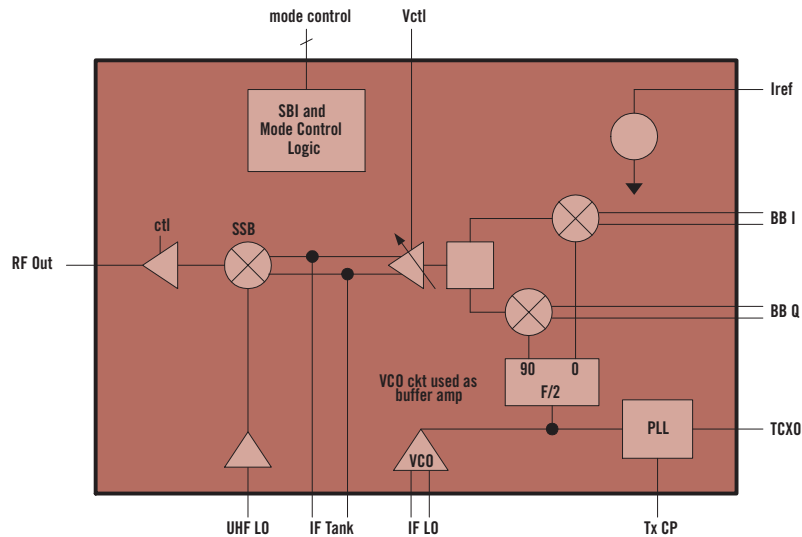 mode control
Vctl
Iref
SBI and
Mode Control
Logic
ctl
SSB
BB I
RF Out
BB Q
90
0
F/2
VCO ckt used as
buffer amp
PLL
TCXO
VCO
UHF LO
IF Tank
IF LO
Tx CP